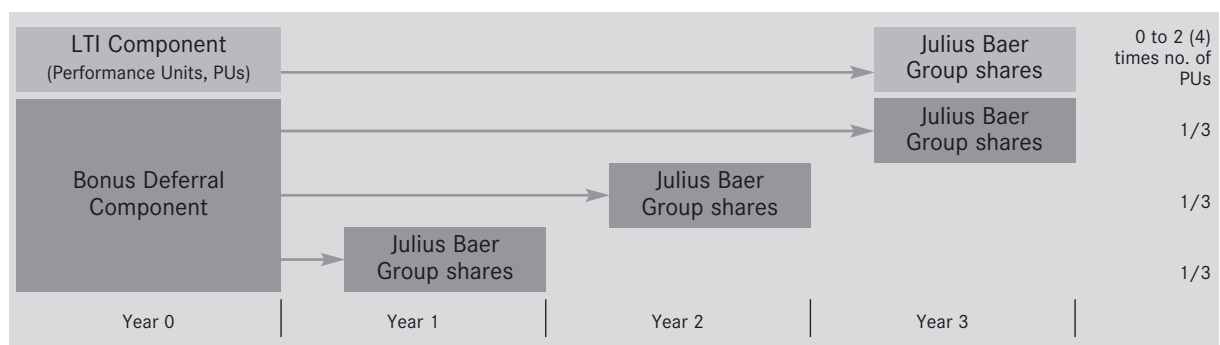 LTI Component
(Performance Units, PUs)
Julius Baer
Group shares
0 to 2 (4)
times no. of
PUs
Bonus Deferral
Component
Julius Baer
Group shares
1/3
Julius Baer
Group shares
1/3
Julius Baer
Group shares
1/3
Year 0
Year 1
Year 2
Year 3